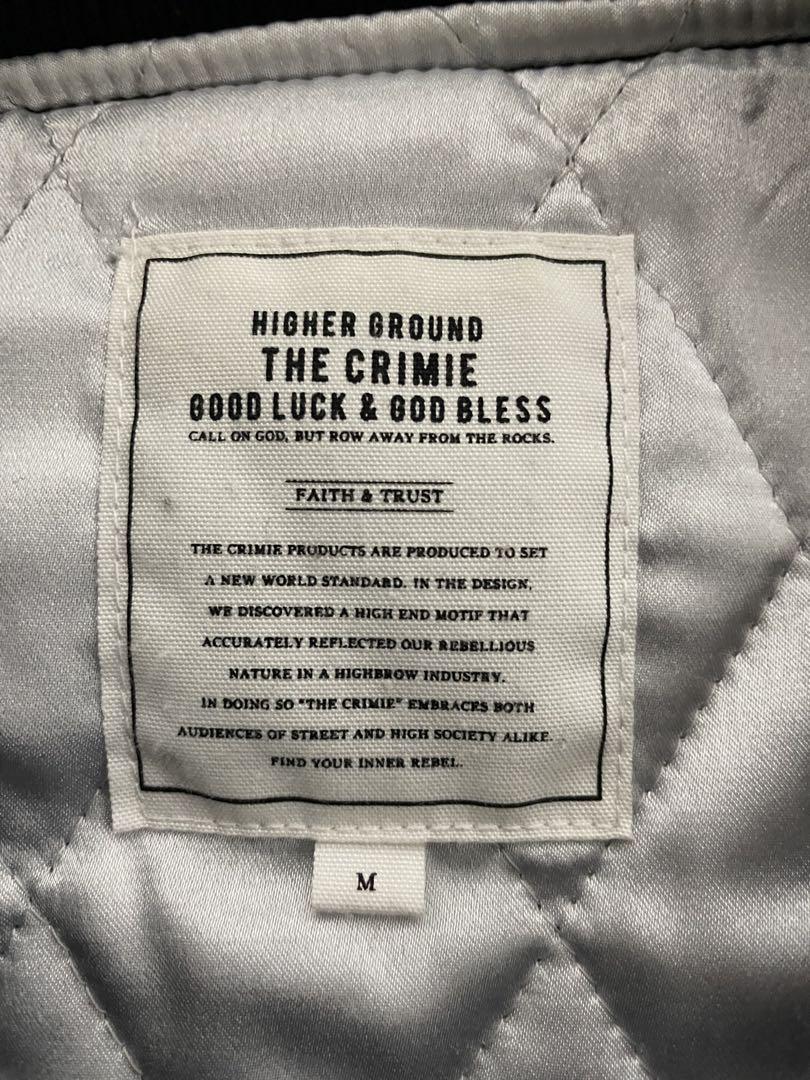 HIGHER GROUND
THE CRIMIE
GOOD LUCK & GOD BLESS
CALL ON GOD, BUT ROW AWAY FROM THE ROCKS.
FAITH & TRUST
THE CRIMIE PRODUCTS ARE PRODUCED TO SET
A NEW WORLD STANDARD. IN THE DESIGN,
WE DISCOVERED A HIGH END MOTIF THAT
ACCURATELY REFLECTED OUR REBELLIOUS
NATURE IN A HIGHBROW INDUSTRY.
IN DOING SO "THE CRIMIE" EMBRACES BOTH
AUDIENCES OF STREET AND HIGH SOCIETY ALIKE.
FIND YOUR INNER REBEL.
M